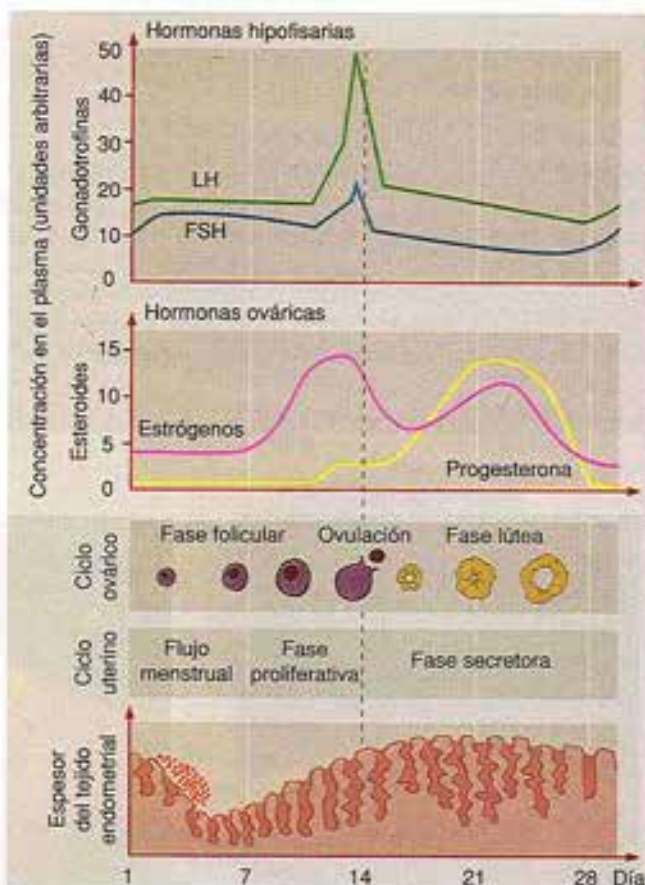 Concentración en el plasma (unidades arbitrarias)
Hormonas hipofisarias
Gonadotrofinas
50
40
30
20
10
0
LH
FSH
Hormonas ováricas
Esteroides
15
10
5
0
Estrógenos
Progesterona
Ciclo
ovárico
Fase folicular
Ovulación
Fase lútea
Ciclo
uterino
Flujo
menstrual
Fase
proliferativa
Fase secretora
Espesor
del tejido
endometrial
1
7
14
21
28
Día